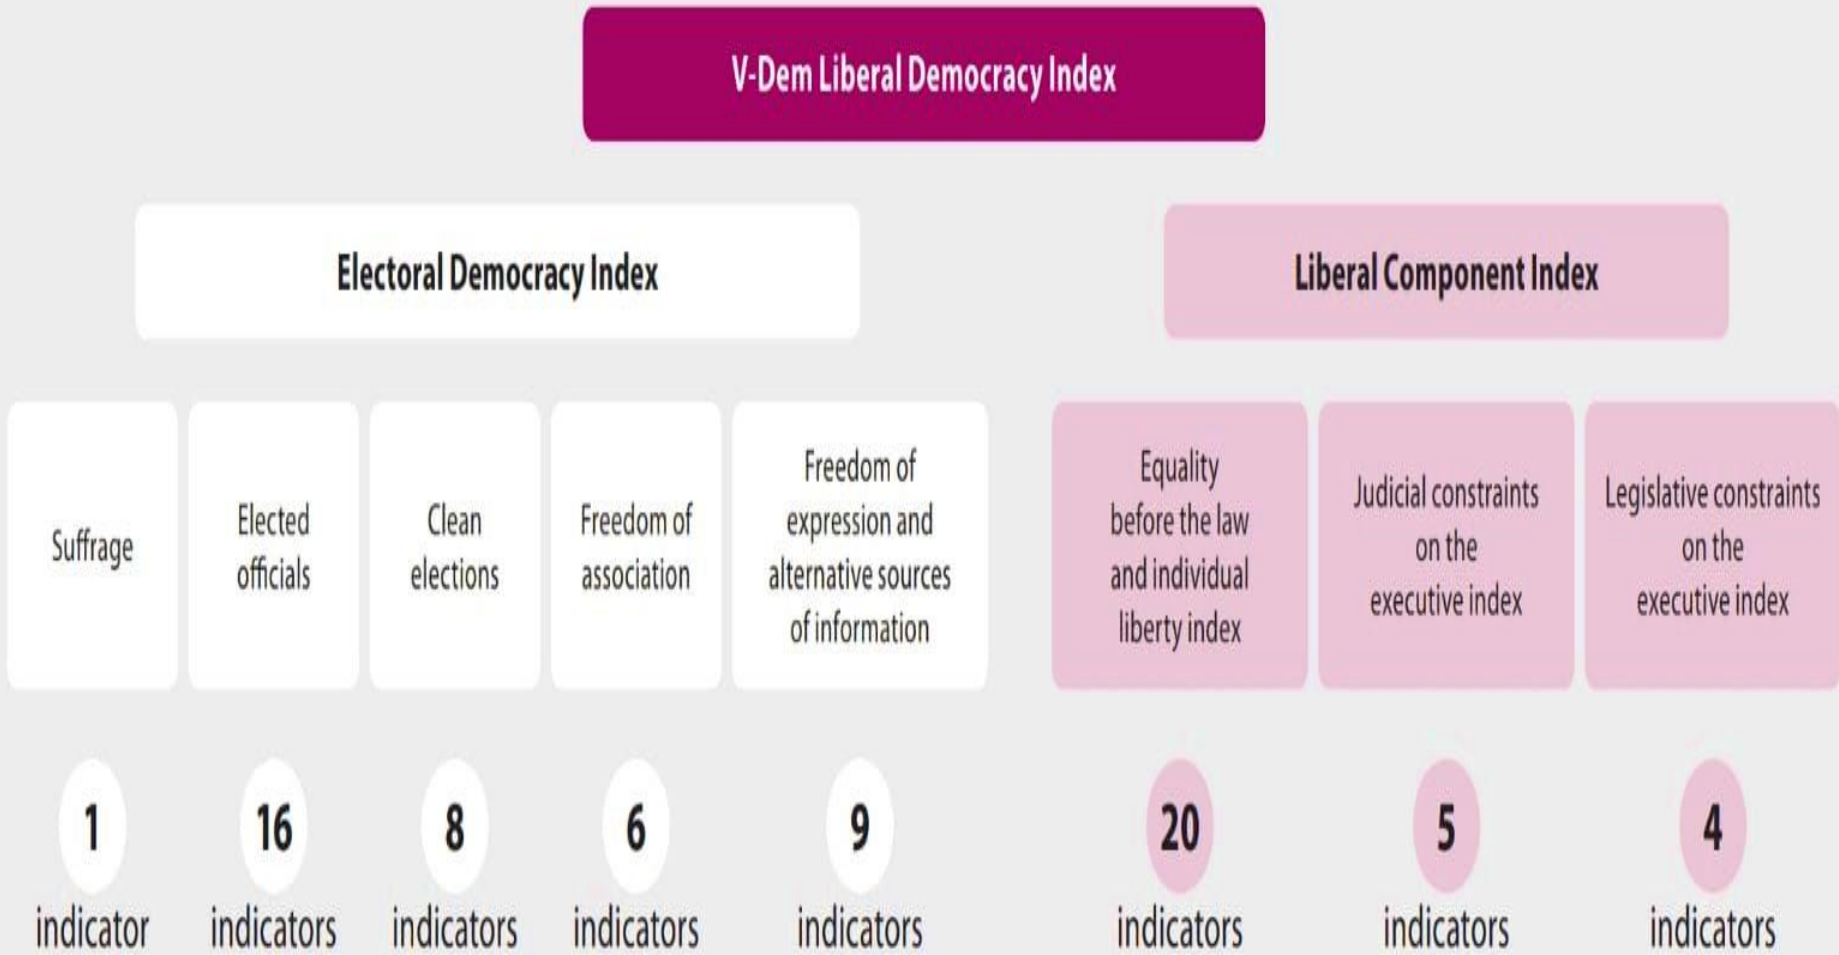 V-Dem Liberal Democracy Index
Electoral Democracy Index
Liberal Component Index
Suffrage
Elected
officials
Clean
elections
Freedom of
association
Freedom of
expression and
alternative sources
of information
Equality
before the law
and individual
liberty index
Judicial constraints
on the
executive index
Legislative constraints
on the
executive index
1
indicator
16
indicators
8
indicators
6
indicators
9
indicators
20
indicators
5
indicators
4
indicators